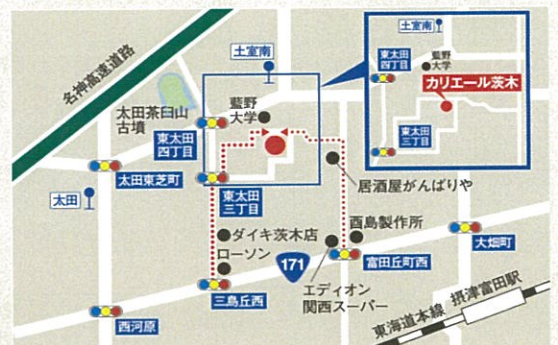 名神高速道路
土室南
太田茶臼山
古墳
藍野
大学
東太田
四丁目
太田東芝町
太田
東太田
三丁目
居酒屋がんばりや
ダイキ茨木店
ローソン
酉島製作所
大畑町
171
富田丘町西
エディオン
関西スーパー
三島丘西
西河原
東海道本線 摂津富田駅
土室南
東太田
四丁目
藍野
大学
カリエール茨木
東太田
三丁目